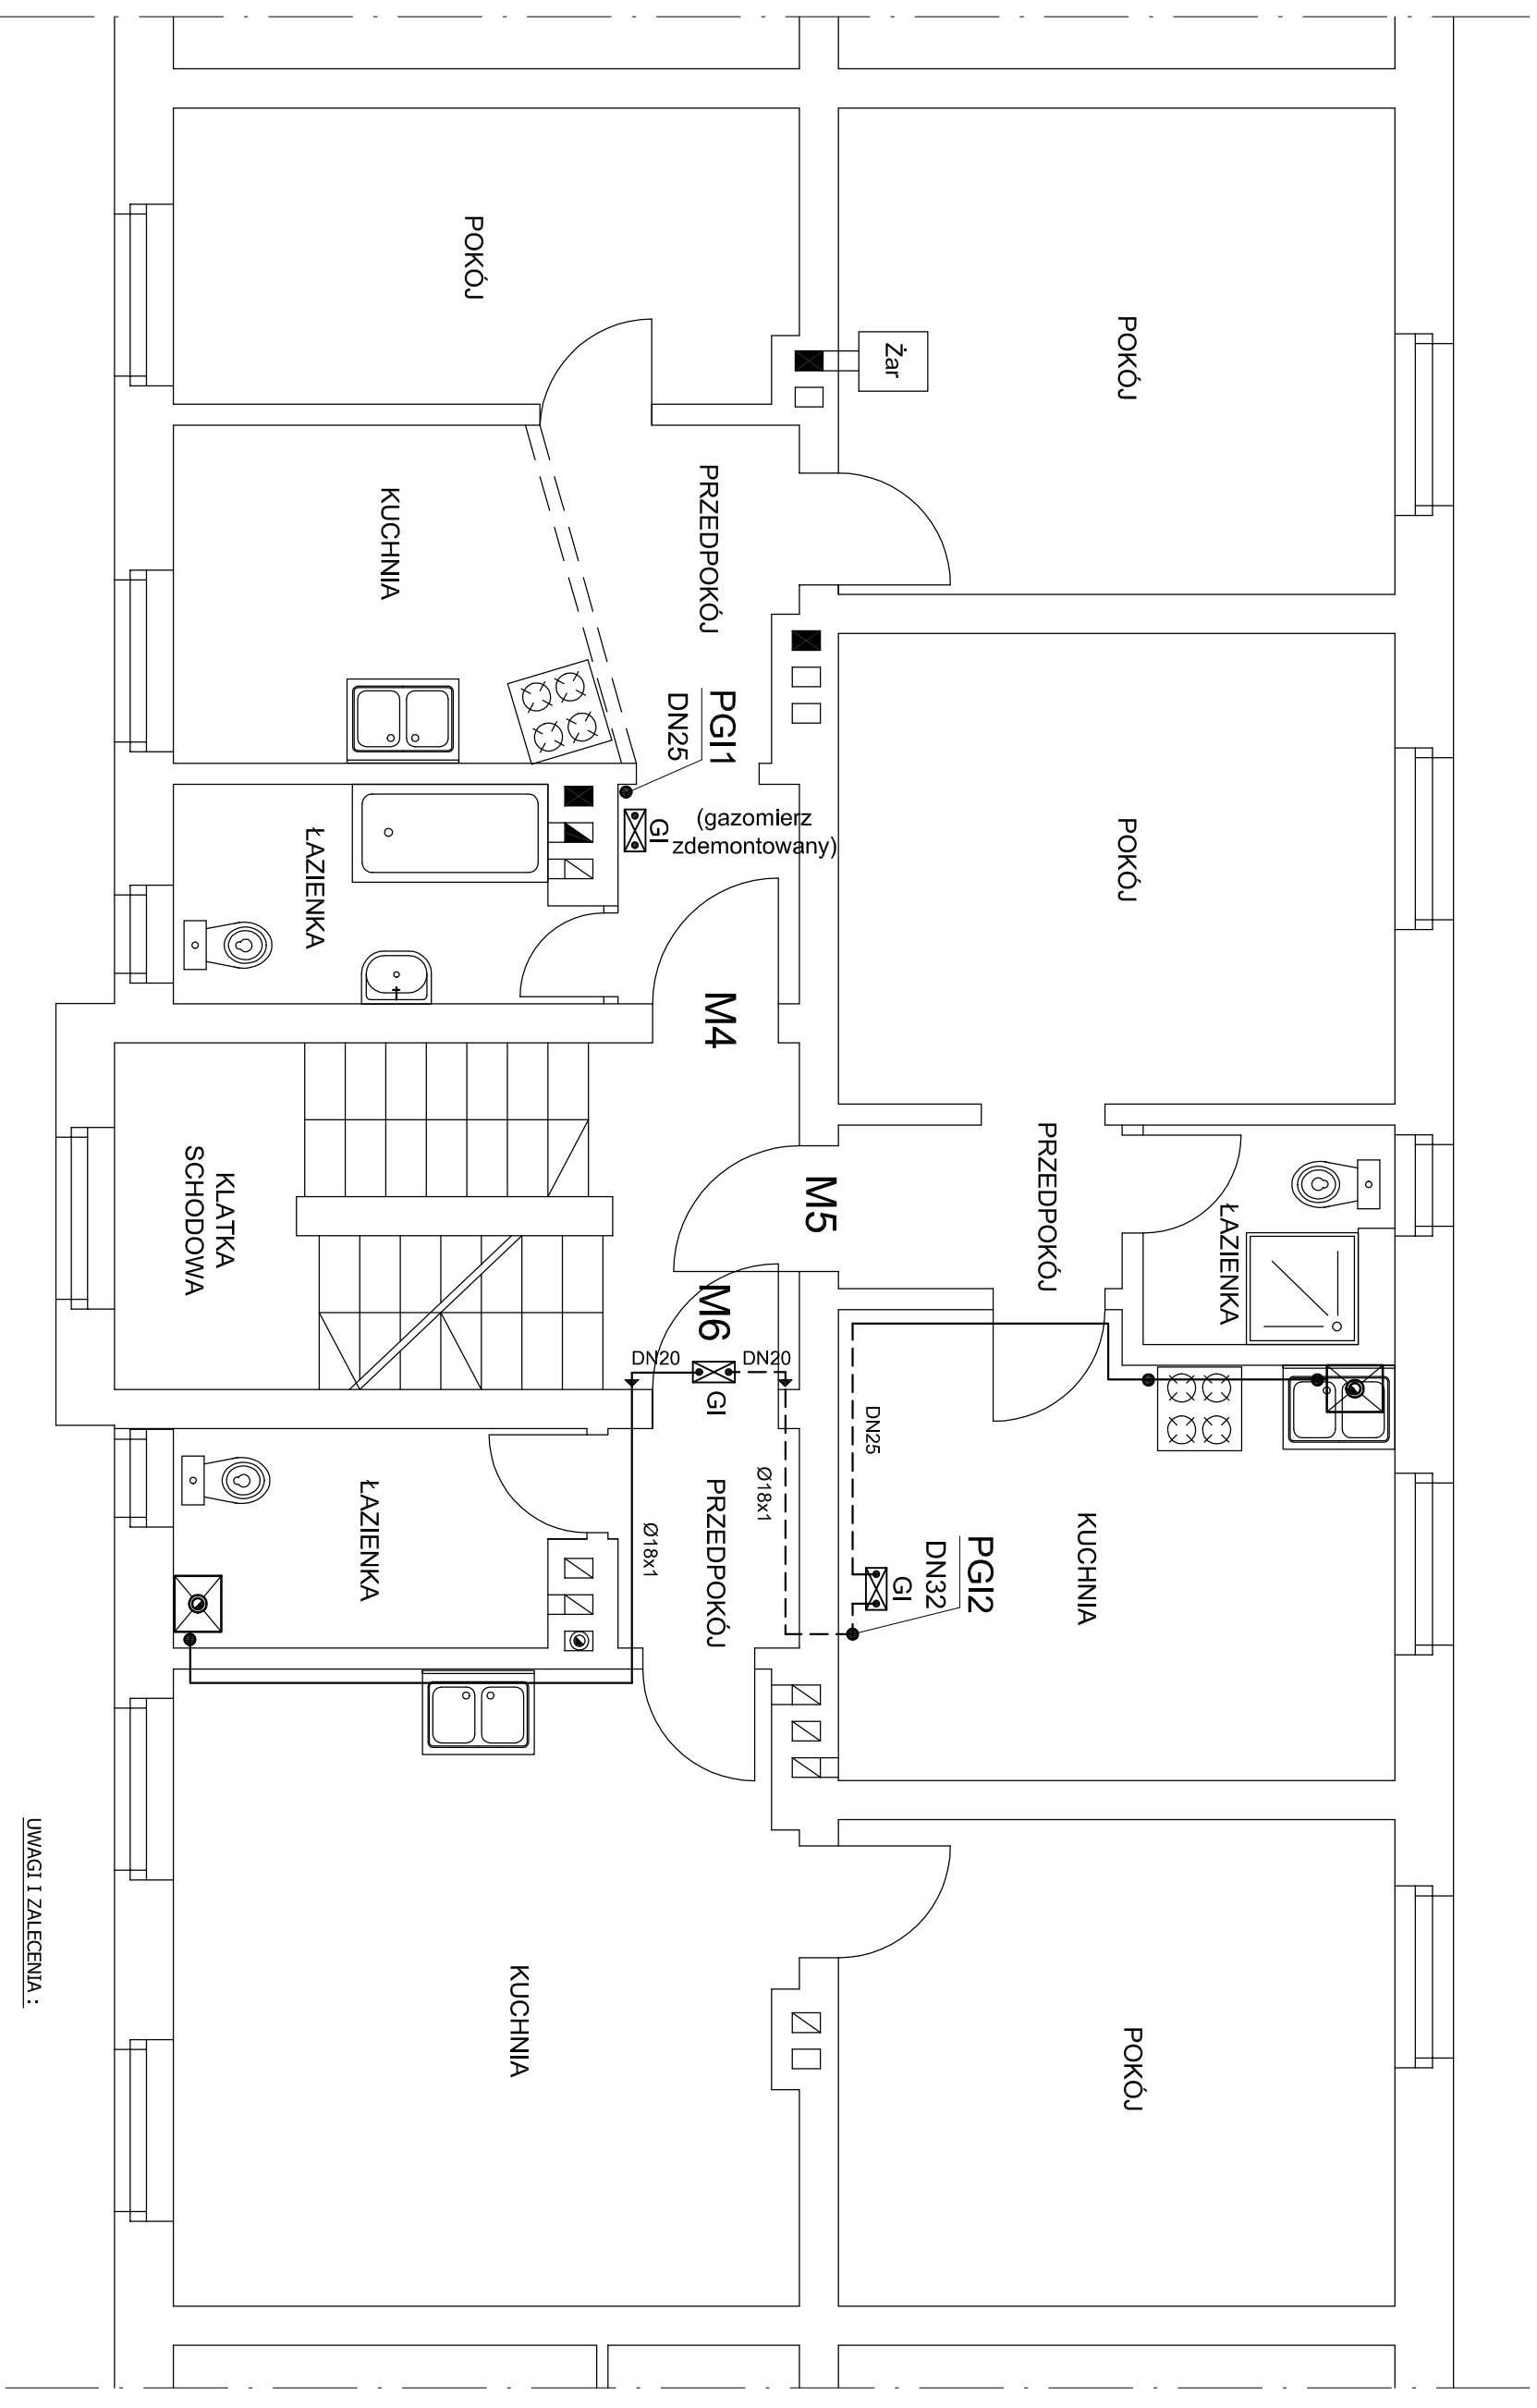 POKÓJ
POKÓJ
Żar
PRZEDPOKÓJ
KUCHNIA
PGI1
DN25
(gazomierz
zdemontowany)
GI
ŁAZIENKA
POKÓJ
M4
PRZEDPOKÓJ
ŁAZIENKA
M5
KLATKA
SCHODOWA
M6
DN20
DN20
GI
DN25
Ø18x1
Ø18x1
PRZEDPOKÓJ
ŁAZIENKA
KUCHNIA
PGI2
DN32
GI
KUCHNIA
POKÓJ
UWAGI I ZALECENIA :